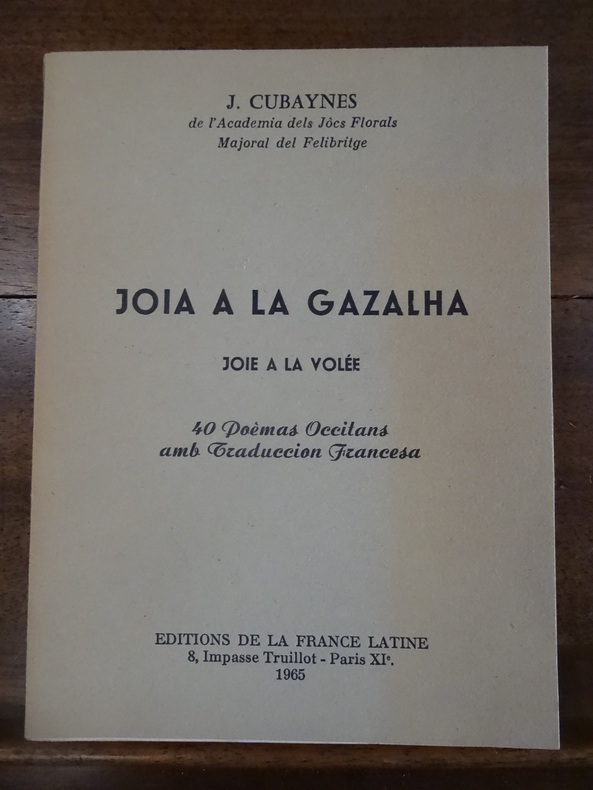 J. CUBAYNES
de l'Academia dels Jôcs Florals
Majoral del Felibritge
JOIA A LA GAZALHA
JOIE A LA VOLÉE
40 Poèmas Occitans
amb Traduccion Francesa
EDITIONS DE LA FRANCE LATINE
8, Impasse Truillot - Paris XIe.
1965